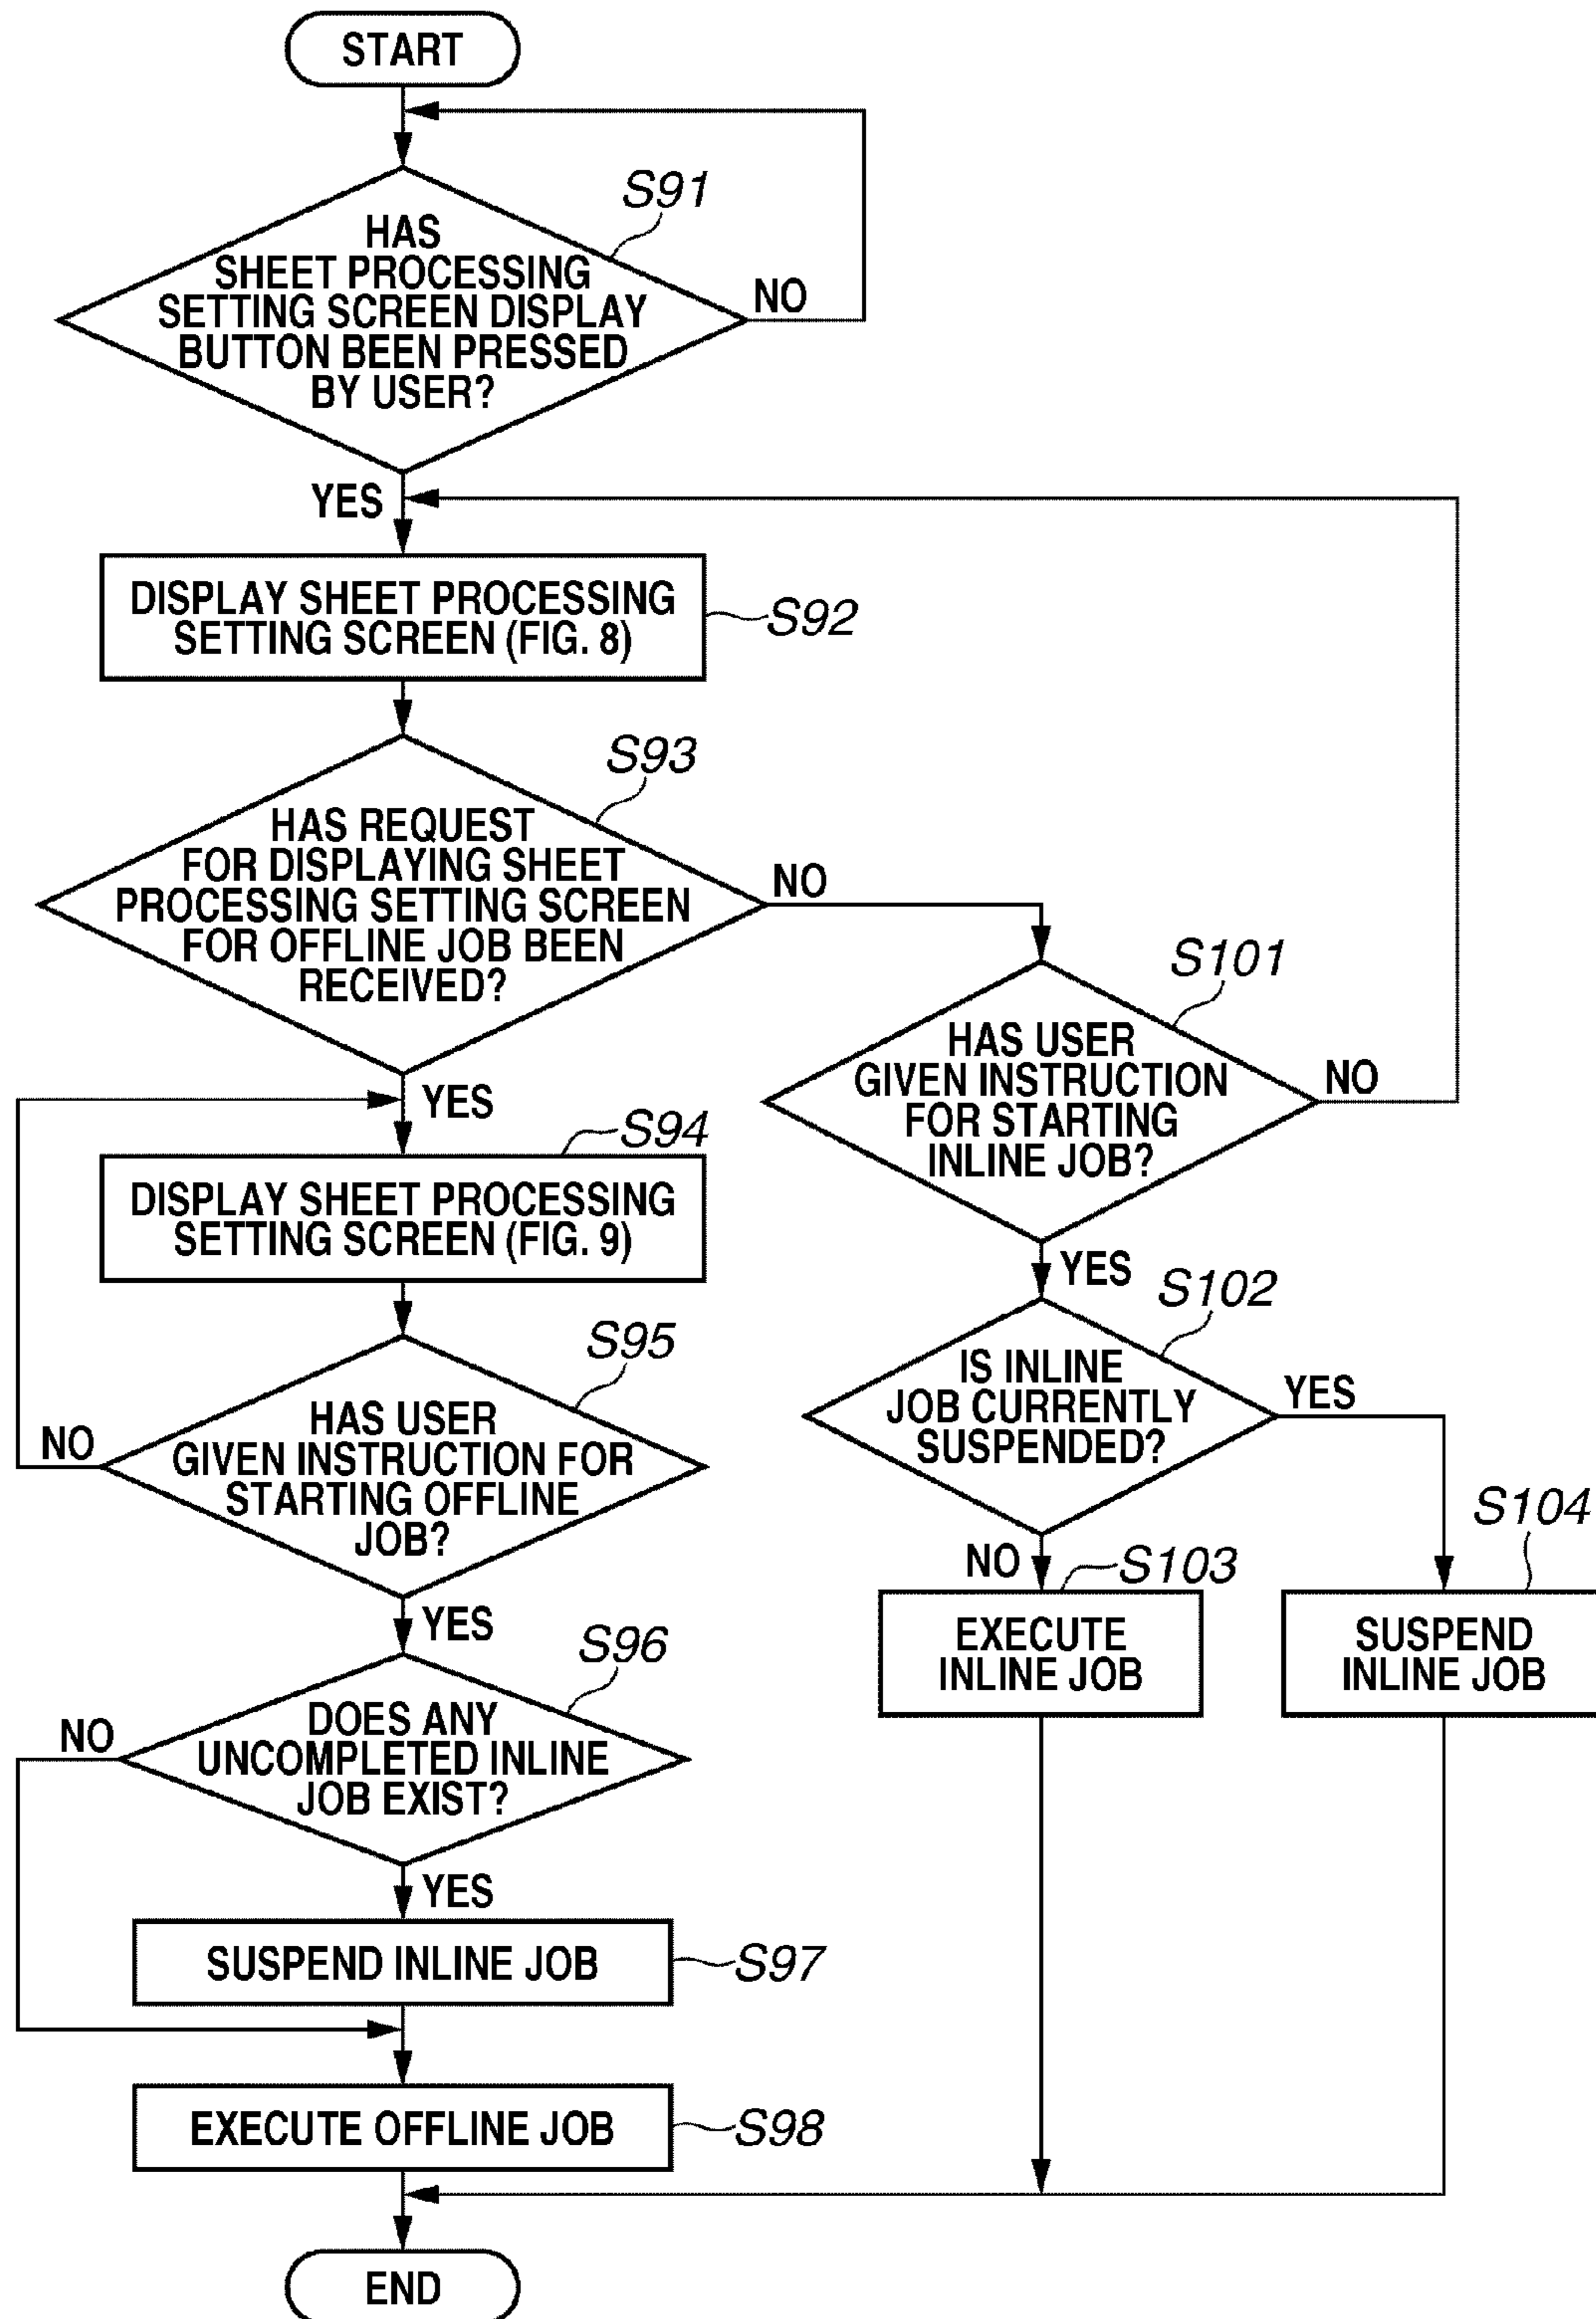 START
S91
HAS
SHEET PROCESSING
SETTING SCREEN DISPLAY
BUTTON BEEN PRESSED
BY USER?
NO
YES
DISPLAY SHEET PROCESSING
SETTING SCREEN (FIG. 8)
S92
S93
HAS REQUEST
FOR DISPLAYING SHEET
PROCESSING SETTING SCREEN
FOR OFFLINE JOB BEEN
RECEIVED?
NO
YES
S94
DISPLAY SHEET PROCESSING
SETTING SCREEN (FIG. 9)
S95
HAS USER
GIVEN INSTRUCTION FOR
STARTING OFFLINE
JOB?
NO
YES
S96
DOES ANY
UNCOMPLETED INLINE
JOB EXIST?
NO
YES
SUSPEND INLINE JOB
S97
EXECUTE OFFLINE JOB
S98
S101
HAS USER
GIVEN INSTRUCTION
FOR STARTING
INLINE JOB?
NO
YES
S102
IS INLINE
JOB CURRENTLY
SUSPENDED?
YES
NO
S103
EXECUTE
INLINE JOB
S104
SUSPEND
INLINE JOB
END